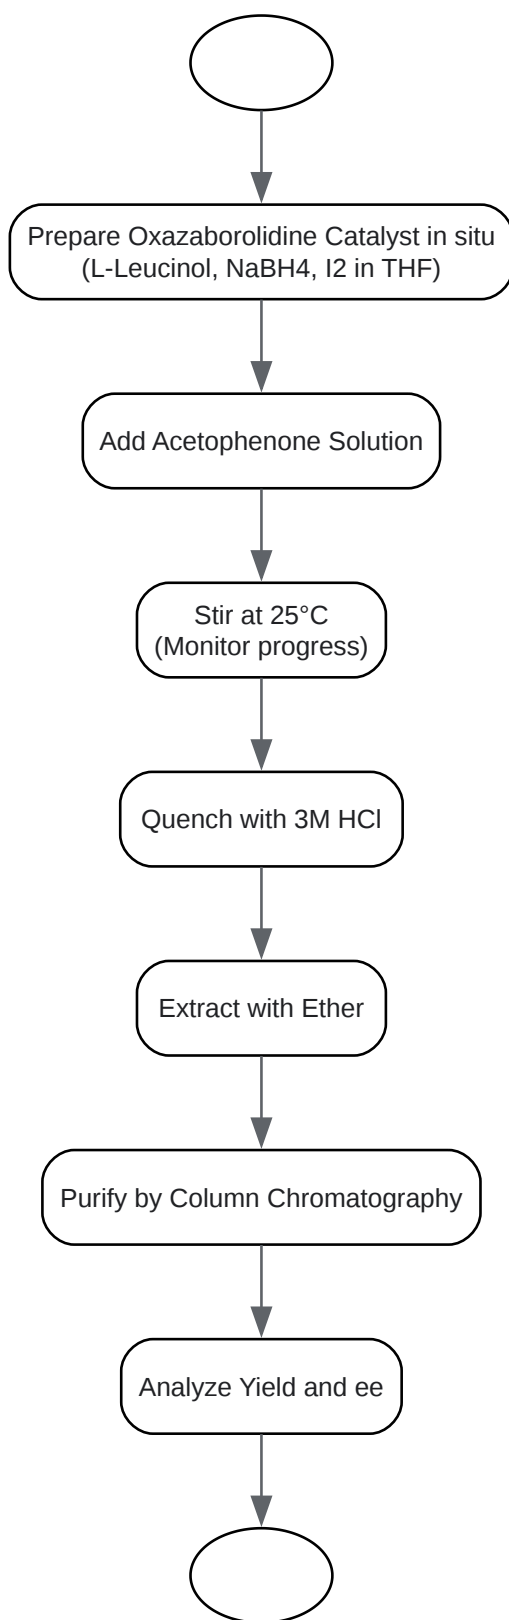 Prepare Oxazaborolidine Catalyst in situ
(L-Leucinol, NaBH4, I2 in THF)
Add Acetophenone Solution
Stir at 25°C
(Monitor progress)
Quench with 3M HCl
Extract with Ether
Purify by Column Chromatography
Analyze Yield and ee